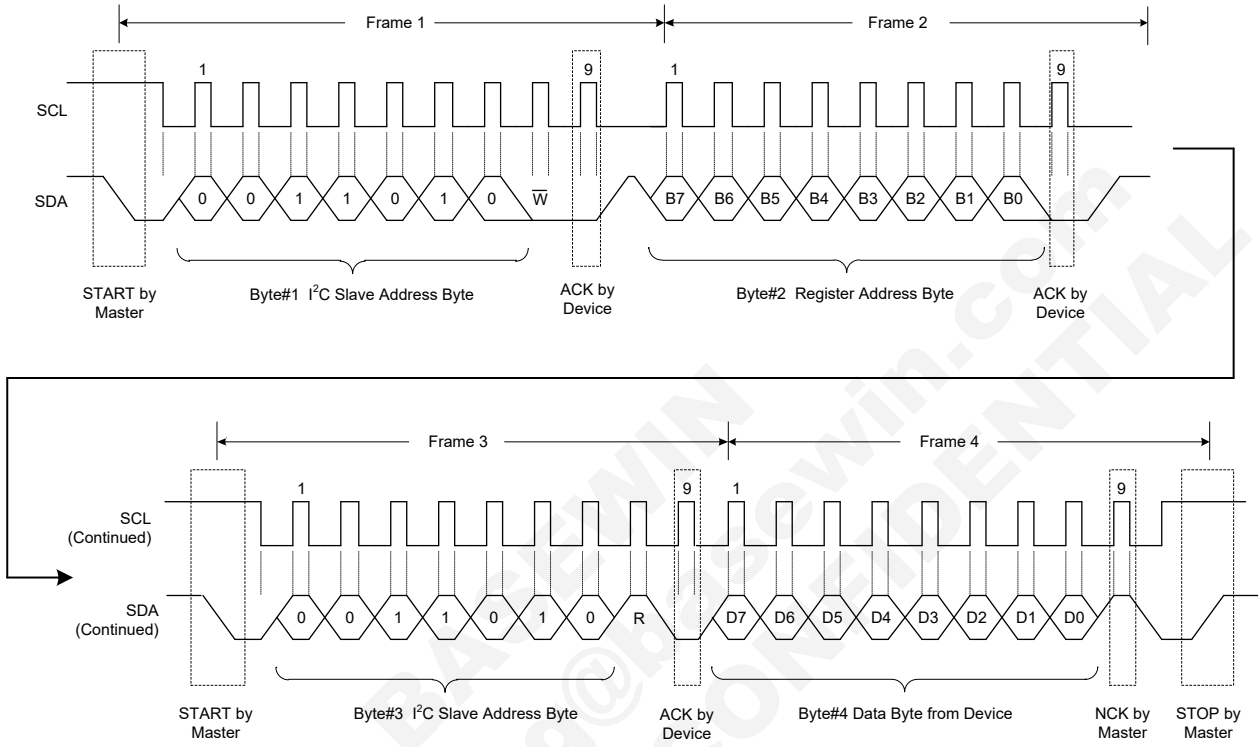 Frame 1 Frame 2
1 9 1 9
SCL
SDA 0 0 1 1 0 1 0 W̅ B7 B6 B5 B4 B3 B2 B1 B0
START by Master
Byte#1 I²C Slave Address Byte
ACK by Device
Byte#2 Register Address Byte
ACK by Device
Frame 3 Frame 4
1 9 1 9
SCL (Continued)
SDA (Continued) 0 0 1 1 0 1 0 R D7 D6 D5 D4 D3 D2 D1 D0
START by Master
Byte#3 I²C Slave Address Byte
ACK by Device
Byte#4 Data Byte from Device
NCK by Master
STOP by Master
BASEWIN
@basewin.com
CONFIDENTIAL